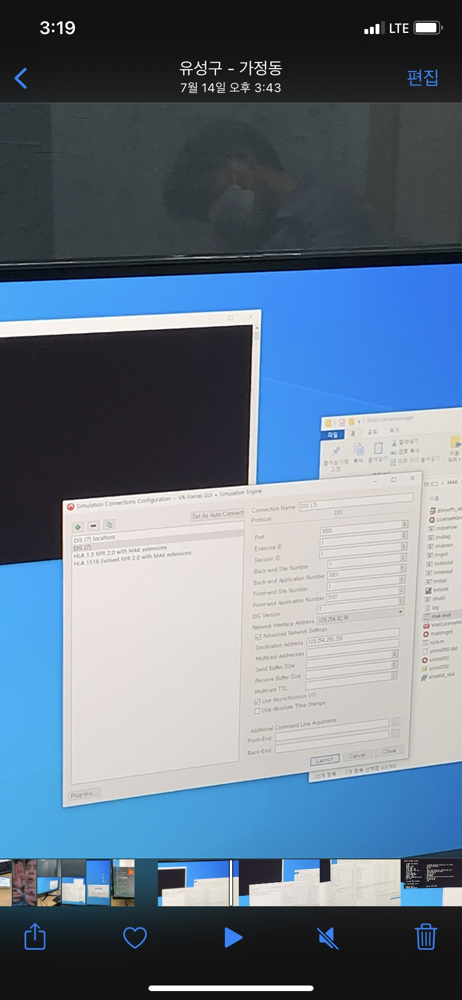 3:19
LTE
유성구 - 가정동
7월 14일 오후 3:43
편집
MAKLicenseManager
파일 홈 공유 보기
즐겨찾기에 고정
복사
붙여넣기
잘라내기
경로 복사
바로 가기 붙여넣기
이동
위치
10 (C:) › MAK
이름
Simulation Connections Configuration -- VR-Forces GUI + Simulation Engine
Set As Auto Connect
DIS (7) localhost
DIS (7)
HLA 1.3 RPR 2.0 with MAK extensions
HLA 1516 Evolved RPR 2.0 with MAK extensions
Plug-ins...
Connection Name: DIS (7)
Protocol DIS
Port 3000
Exercise ID 1
Session ID 1
Back-end Site Number 1
Back-end Application Number 3001
Front-end Site Number 1
Front-end Application Number 3101
DIS Version 7
Network Interface Address 129.254.82.94
Advanced Network Settings
Destination Address 129.254.255.255
Multicast Addresses
Send Buffer Size
Receive Buffer Size
Multicast TTL
Use Asynchronous I/O
Use Absolute Time Stamps
Additional Command Line Arguments
Front-End:
Back-End:
Launch Cancel Close
dotnetfx_x6
LicenseMan
lmborrow
lmdiag
lmdown
lmgrd
lmhostid
lmreread
lmstat
lmtools
lmutil
log
mak-eval
MAKLicenseMa
makلmgrd
runLm
unins000.dat
unins000
unins000
vcredist_x64
20개 항목 1개 항목 선택함 4.87KB